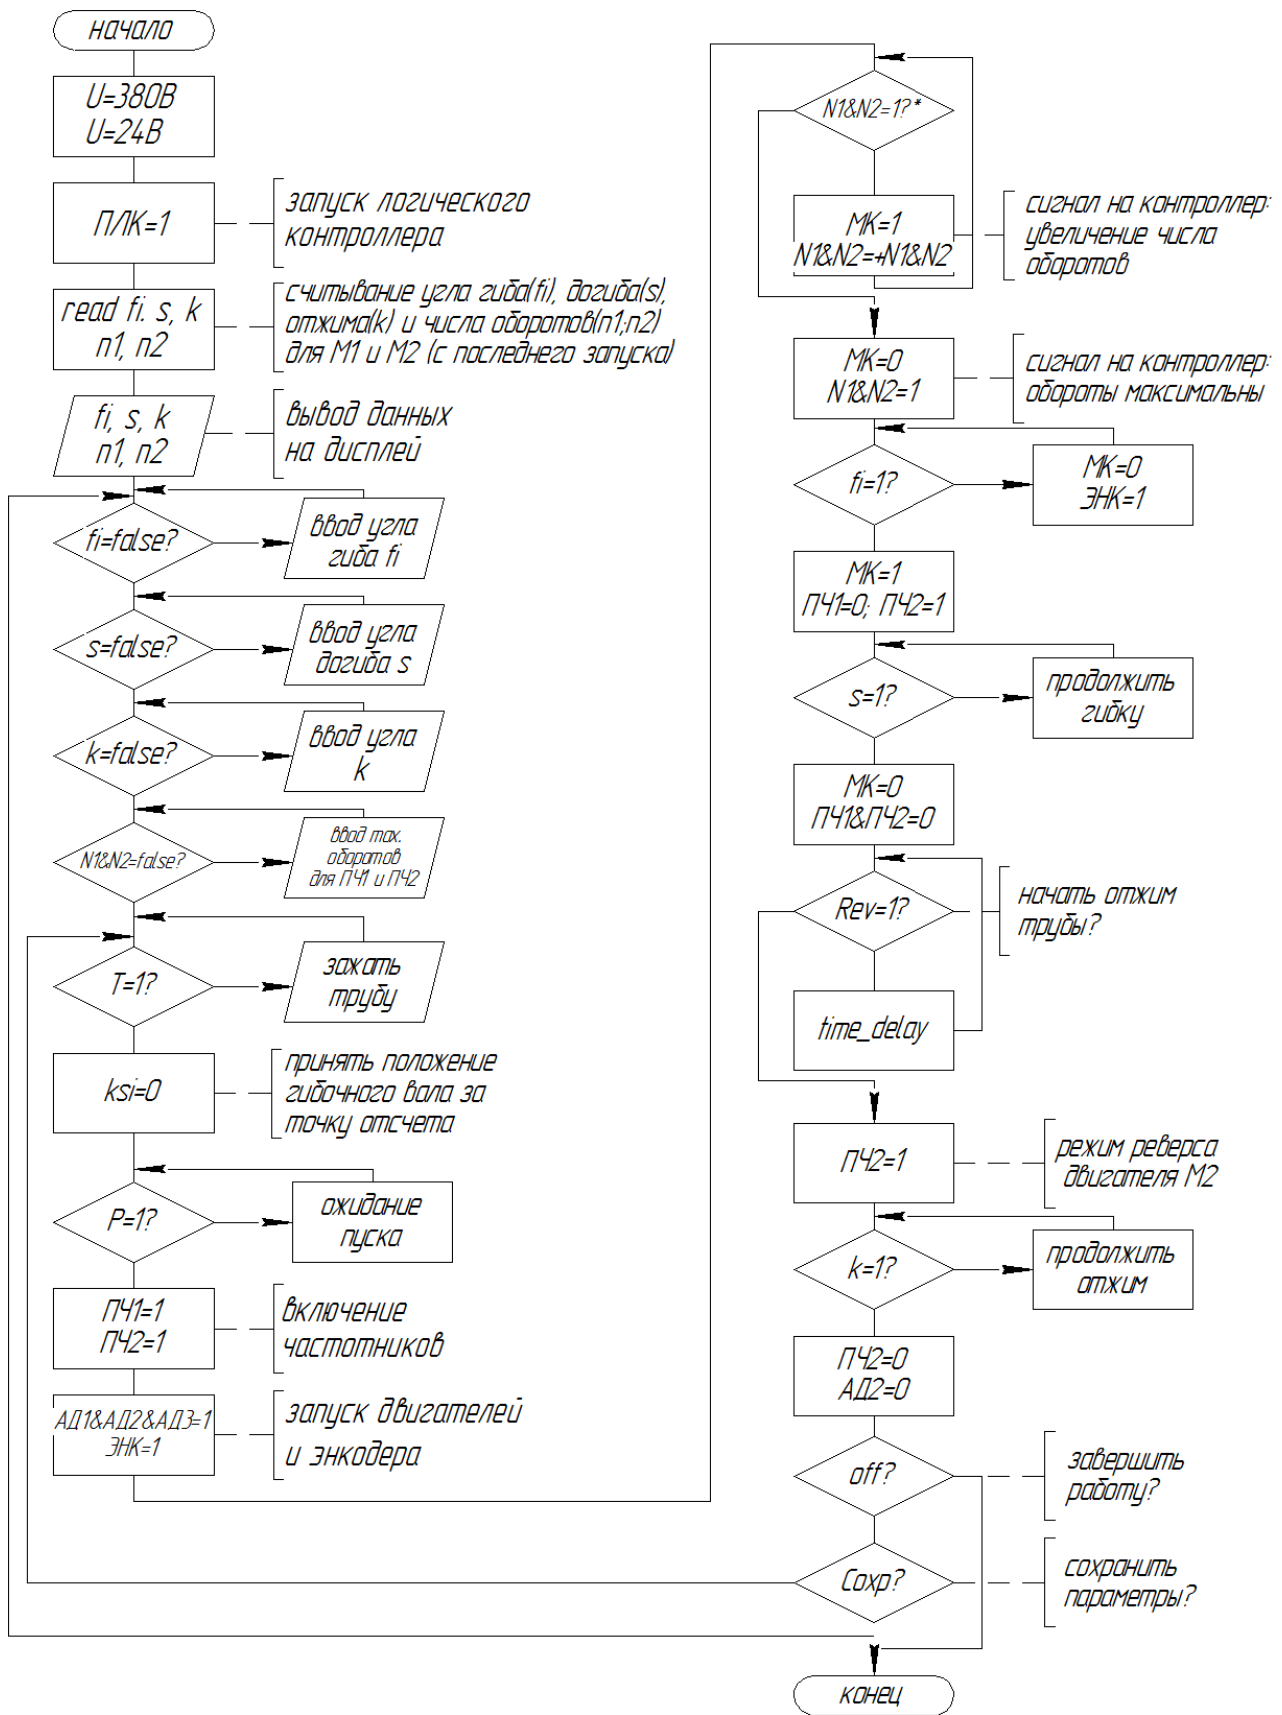 начало
U=380В
U=24В
ПЛК=1
запуск логического
контроллера
read fi. s, k
n1, n2
считывание угла гиба(fi), догиба(s),
отжима(k) и числа оборотов(n1;n2)
для М1 и М2 (с последнего запуска)
fi, s, k
n1, n2
вывод данных
на дисплей
fi=false?
ввод угла
гиба fi
s=false?
ввод угла
догиба s
k=false?
ввод угла
k
N1&N2=false?
ввод max.
оборотов
для ПЧ1 и ПЧ2
T=1?
зажать
трубу
ksi=0
принять положение
гибочного вала за
точку отсчета
P=1?
ожидание
пуска
ПЧ1=1
ПЧ2=1
включение
частотников
АД1&АД2&АД3=1
ЭНК=1
запуск двигателей
и энкодера
N1&N2=1?*
МК=1
N1&N2=+N1&N2
сигнал на контроллер:
увеличение числа
оборотов
МК=0
N1&N2=1
сигнал на контроллер:
обороты максимальны
fi=1?
МК=0
ЭНК=1
МК=1
ПЧ1=0; ПЧ2=1
s=1?
продолжить
гибку
МК=0
ПЧ1&ПЧ2=0
Rev=1?
начать отжим
трубы?
time_delay
ПЧ2=1
режим реверса
двигателя М2
k=1?
продолжить
отжим
ПЧ2=0
АД2=0
off?
завершить
работу?
Сохр?
сохранить
параметры?
конец